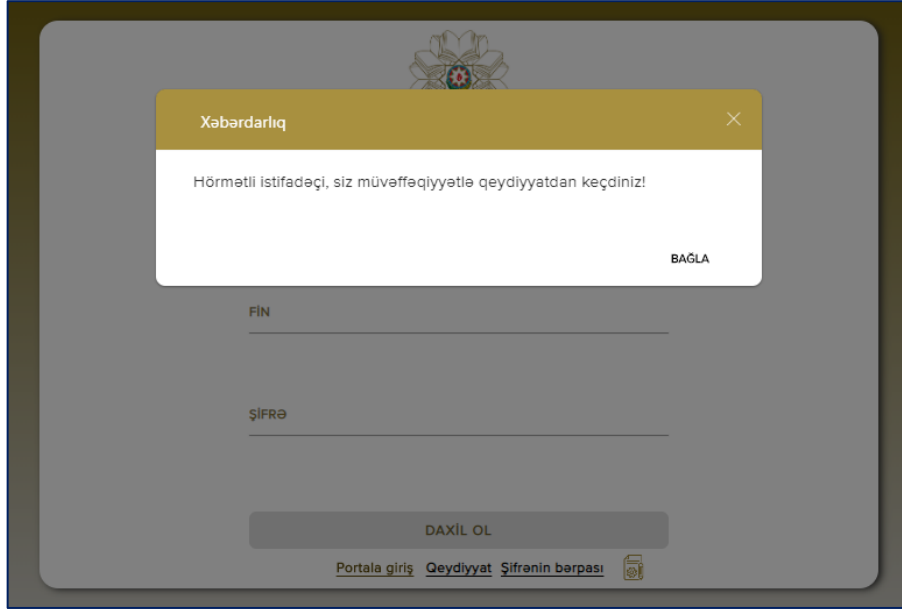 Xəbərdarlıq
Hörmətli istifadəçi, siz müvəffəqiyyətlə qeydiyyatdan keçdiniz!
BAĞLA
FİN
ŞİFRƏ
DAXİL OL
Portala giriş Qeydiyyat Şifrənin bərpası